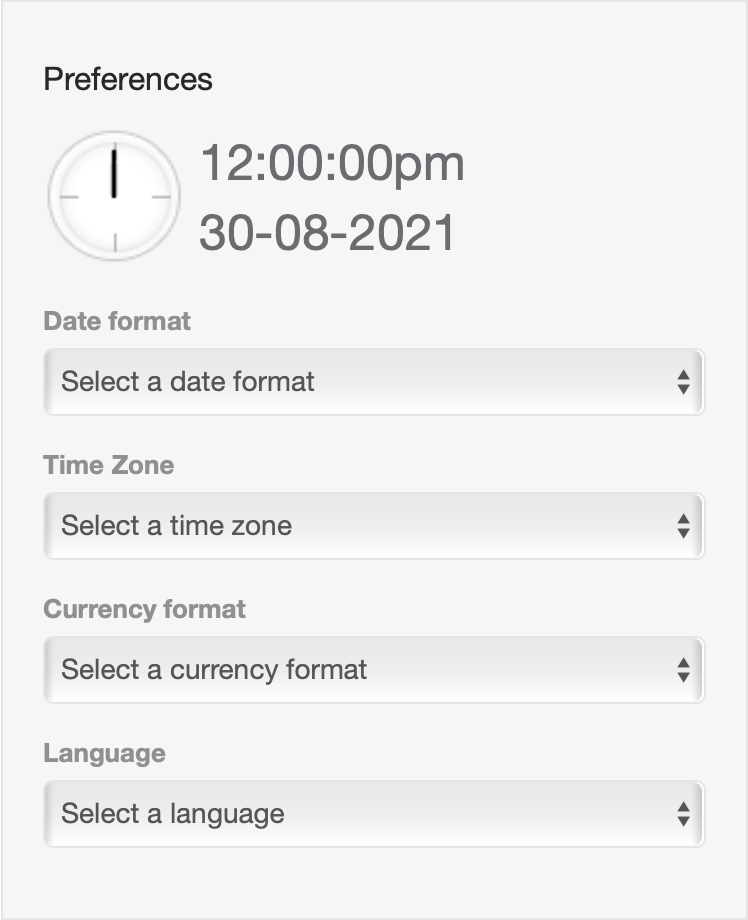 Preferences
12:00:00pm
30-08-2021
Date format
Select a date format
Time Zone
Select a time zone
Currency format
Select a currency format
Language
Select a language